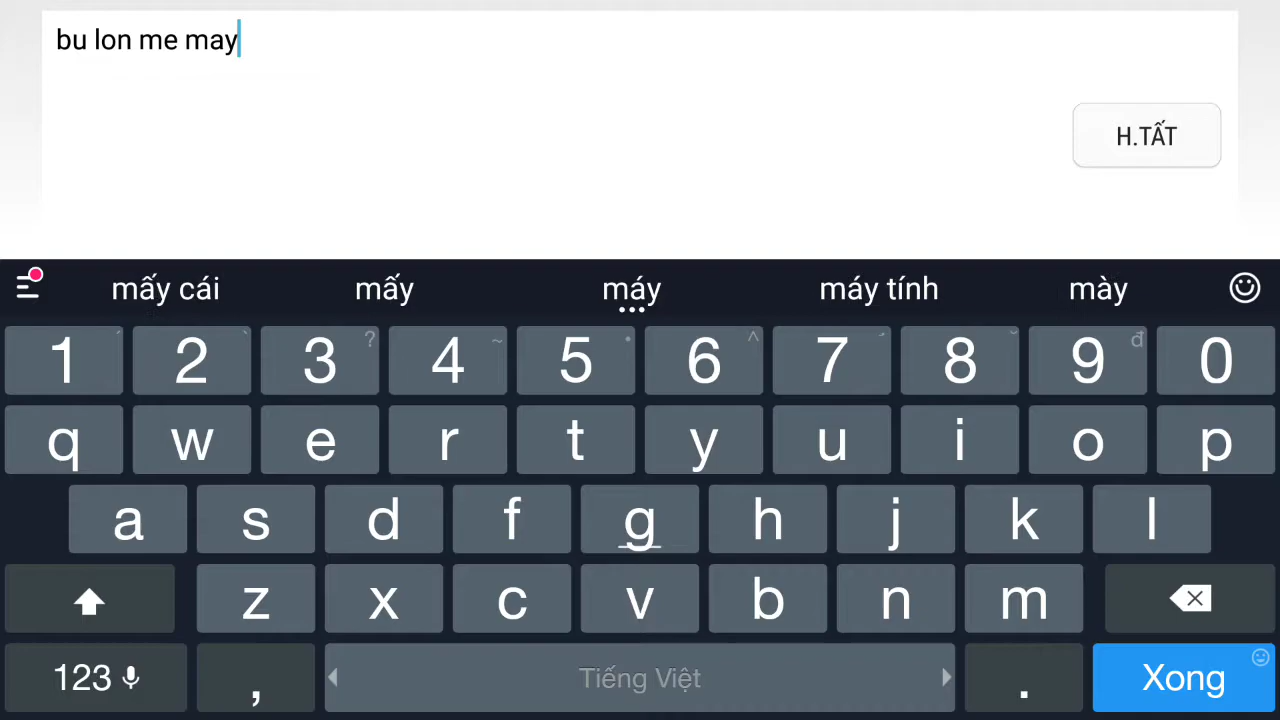 bu lon me may
H.TẤT
mấy cái mấy máy máy tính mày
1 2 3 ? 4 ~ 5 6 ^ 7 8 9 đ 0
q w e r t y u i o p
a s d f g h j k l
z x c v b n m
123 , Tiếng Việt . Xong